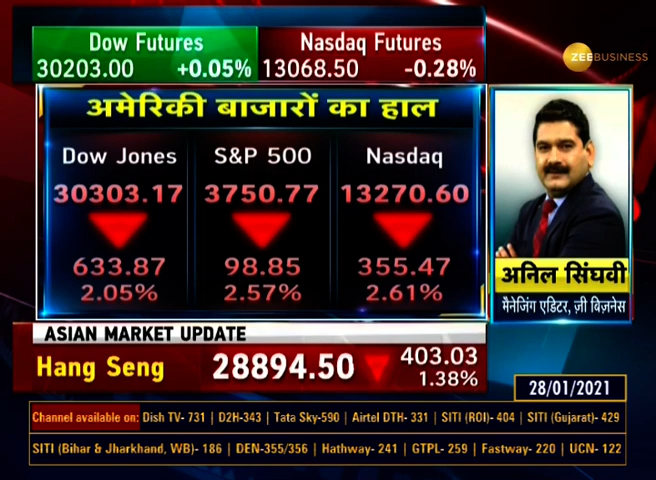 Dow Futures
30203.00 +0.05%
Nasdaq Futures
13068.50 -0.28%
ZEEBUSINESS
अमेरिकी बाजारों का हाल
Dow Jones S&P 500 Nasdaq
30303.17 3750.77 13270.60
633.87 98.85 355.47
2.05% 2.57% 2.61%
अनिल सिंघवी
मैनेजिंग एडिटर, ज़ी बिज़नेस
ASIAN MARKET UPDATE
Hang Seng 28894.50 403.03
1.38%
28/01/2021
Channel available on: Dish TV- 731 | D2H-343 | Tata Sky-590 | Airtel DTH- 331 | SITI (ROI)- 404 | SITI (Gujarat)- 429
SITI (Bihar & Jharkhand, WB)- 186 | DEN-355/356 | Hathway- 241 | GTPL- 259 | Fastway- 220 | UCN- 122